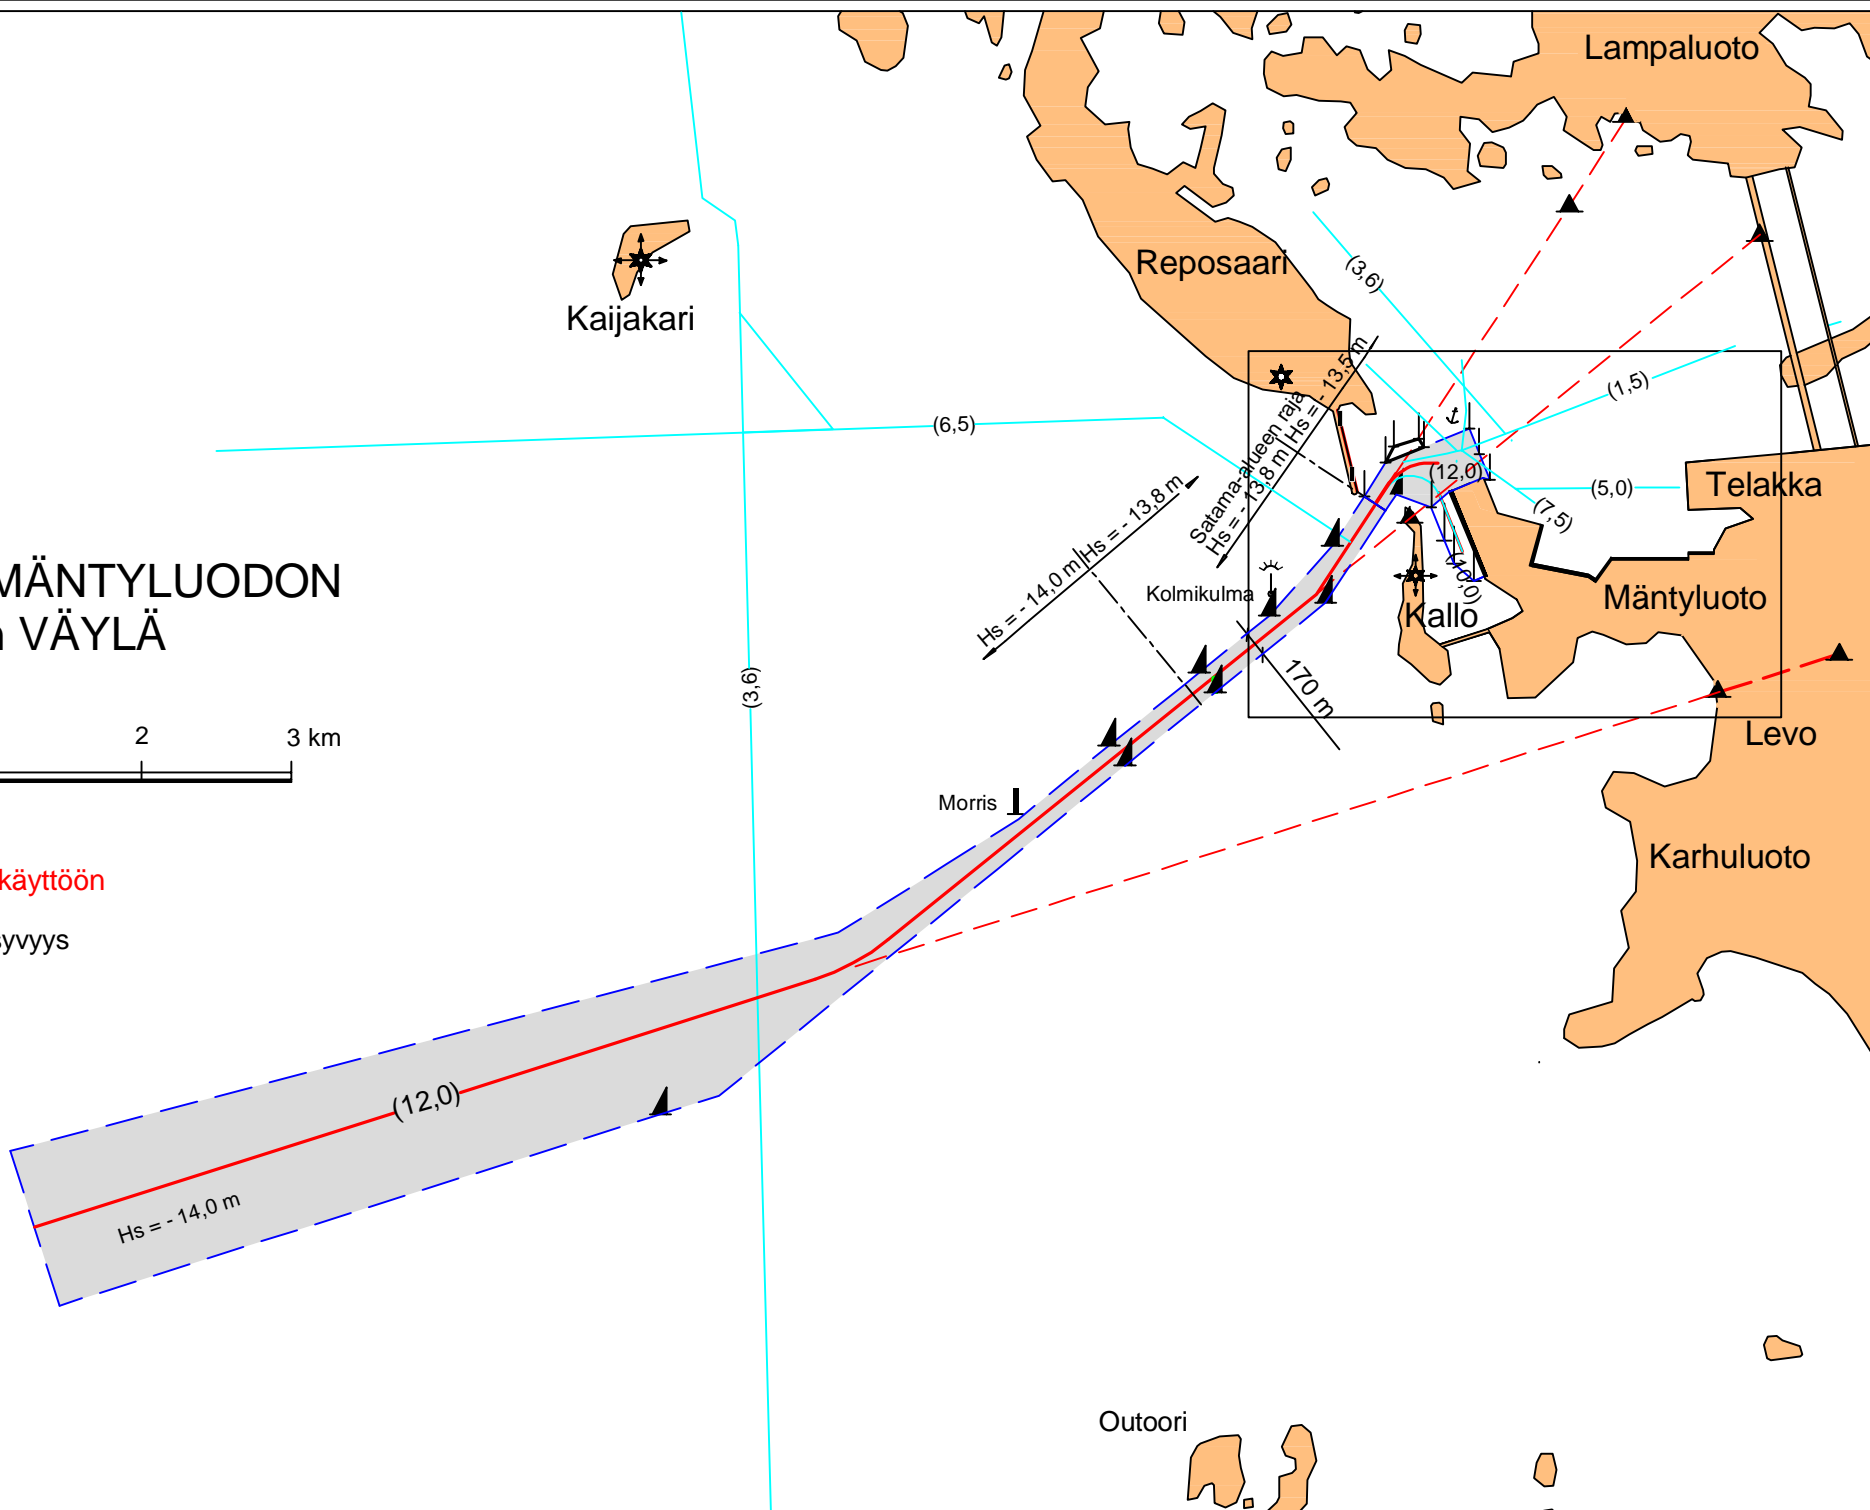 Lampaluoto
Reposaari
(3,6)
Kaijakari
(1,5)
(6,5)
Satama-alueen raja
Hs = - 13,8 m
Hs = - 13,5 m
(12,0)
Telakka
(5,0)
(7,5)
Hs = - 14,0 m
Hs = - 13,8 m
MÄNTYLUODON
VÄYLÄ
Kolmikulma
(10,0)
Kallo
Mäntyluoto
(3,6)
170 m
2
3 km
Levo
Morris
Karhuluoto
käyttöön
syvyys
(12,0)
Hs = - 14,0 m
Outoori